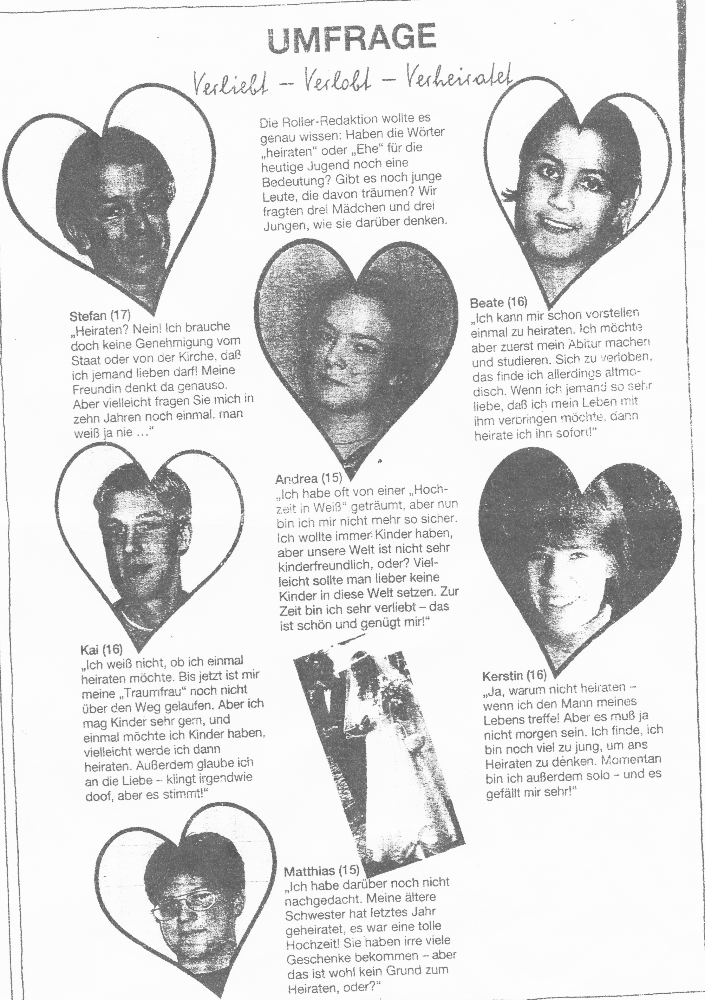 UMFRAGE
Verliebt – Verlobt – Verheiratet
Die Roller-Redaktion wollte es
genau wissen: Haben die Wörter
„heiraten“ oder „Ehe“ für die
heutige Jugend noch eine
Bedeutung? Gibt es noch junge
Leute, die davon träumen? Wir
fragten drei Mädchen und drei
Jungen, wie sie darüber denken.
Stefan (17)
„Heiraten? Nein! Ich brauche
doch keine Genehmigung vom
Staat oder von der Kirche, daß
ich jemand lieben darf! Meine
Freundin denkt da genauso.
Aber vielleicht fragen Sie mich in
zehn Jahren noch einmal, man
weiß ja nie ...“
Beate (16)
„Ich kann mir schon vorstellen
einmal zu heiraten. Ich möchte
aber zuerst mein Abitur machen
und studieren. Sich zu verloben,
das finde ich allerdings altmo-
disch. Wenn ich jemand so sehr
liebe, daß ich mein Leben mit
ihm verbringen möchte, dann
heirate ich ihn sofort!“
Andrea (15)
„Ich habe oft von einer „Hoch-
zeit in Weiß“ geträumt, aber nun
bin ich mir nicht mehr so sicher.
Ich wollte immer Kinder haben,
aber unsere Welt ist nicht sehr
kinderfreundlich, oder? Viel-
leicht sollte man lieber keine
Kinder in diese Welt setzen. Zur
Zeit bin ich sehr verliebt – das
ist schön und genügt mir!“
Kai (16)
„Ich weiß nicht, ob ich einmal
heiraten möchte. Bis jetzt ist mir
meine „Traumfrau“ noch nicht
über den Weg gelaufen. Aber ich
mag Kinder sehr gern, und
einmal möchte ich Kinder haben,
vielleicht werde ich dann
heiraten. Außerdem glaube ich
an die Liebe – klingt irgendwie
doof, aber es stimmt!“
Kerstin (16)
„Ja, warum nicht heiraten –
wenn ich den Mann meines
Lebens treffe! Aber es muß ja
nicht morgen sein. Ich finde, ich
bin noch viel zu jung, um ans
Heiraten zu denken. Momentan
bin ich außerdem solo – und es
gefällt mir sehr!“
Matthias (15)
„Ich habe darüber noch nicht
nachgedacht. Meine ältere
Schwester hat letztes Jahr
geheiratet, es war eine tolle
Hochzeit! Sie haben irre viele
Geschenke bekommen – aber
das ist wohl kein Grund zum
Heiraten, oder?“